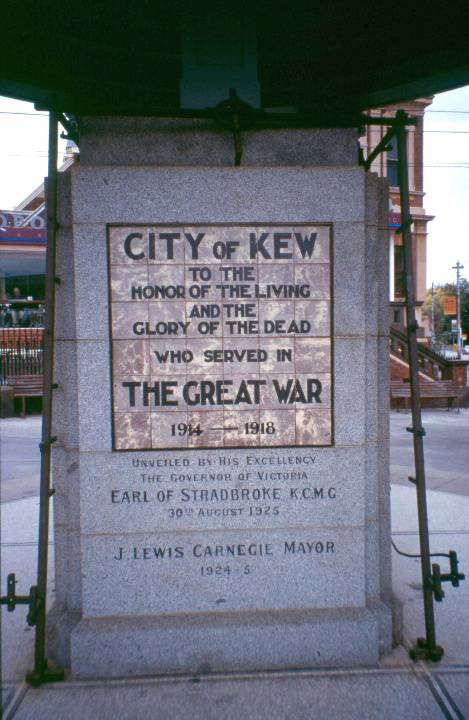 CITY OF KEW
TO THE
HONOR OF THE LIVING
AND THE
GLORY OF THE DEAD
WHO SERVED IN
THE GREAT WAR
1914 — 1918
UNVEILED BY HIS EXCELLENCY
THE GOVERNOR OF VICTORIA
EARL OF STRADBROKE K.C.M.G
30TH AUGUST 1925
J. LEWIS CARNEGIE MAYOR
1924-5